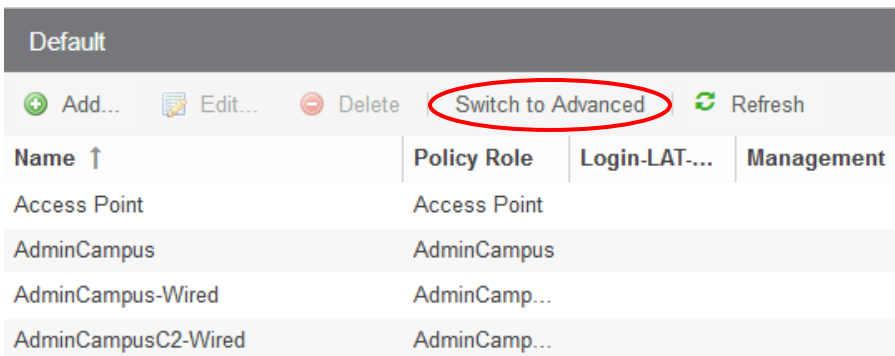 Default
Add... Edit... Delete Switch to Advanced Refresh
Name ↑ Policy Role Login-LAT-... Management
Access Point Access Point
AdminCampus AdminCampus
AdminCampus-Wired AdminCamp...
AdminCampusC2-Wired AdminCamp...